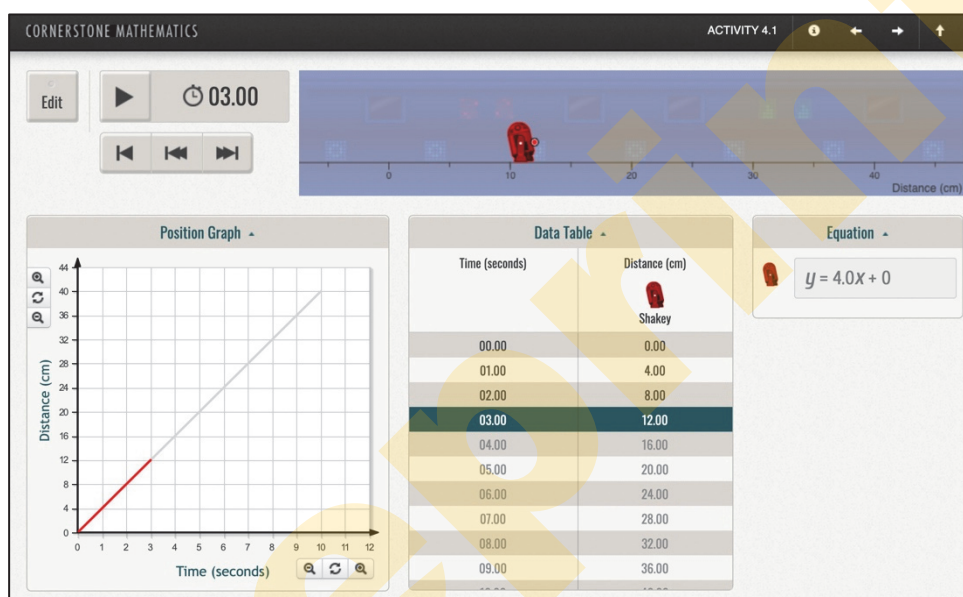 CORNERSTONE MATHEMATICS
ACTIVITY 4.1
Edit
03.00
0 10 20 30 40
Distance (cm)
Position Graph
44
40
36
32
28
24
20
16
12
8
4
0
Distance (cm)
0 1 2 3 4 5 6 7 8 9 10 11 12
Time (seconds)
Data Table
Time (seconds) Distance (cm)
Shakey
00.00 0.00
01.00 4.00
02.00 8.00
03.00 12.00
04.00 16.00
05.00 20.00
06.00 24.00
07.00 28.00
08.00 32.00
09.00 36.00
Equation
y = 4.0x + 0